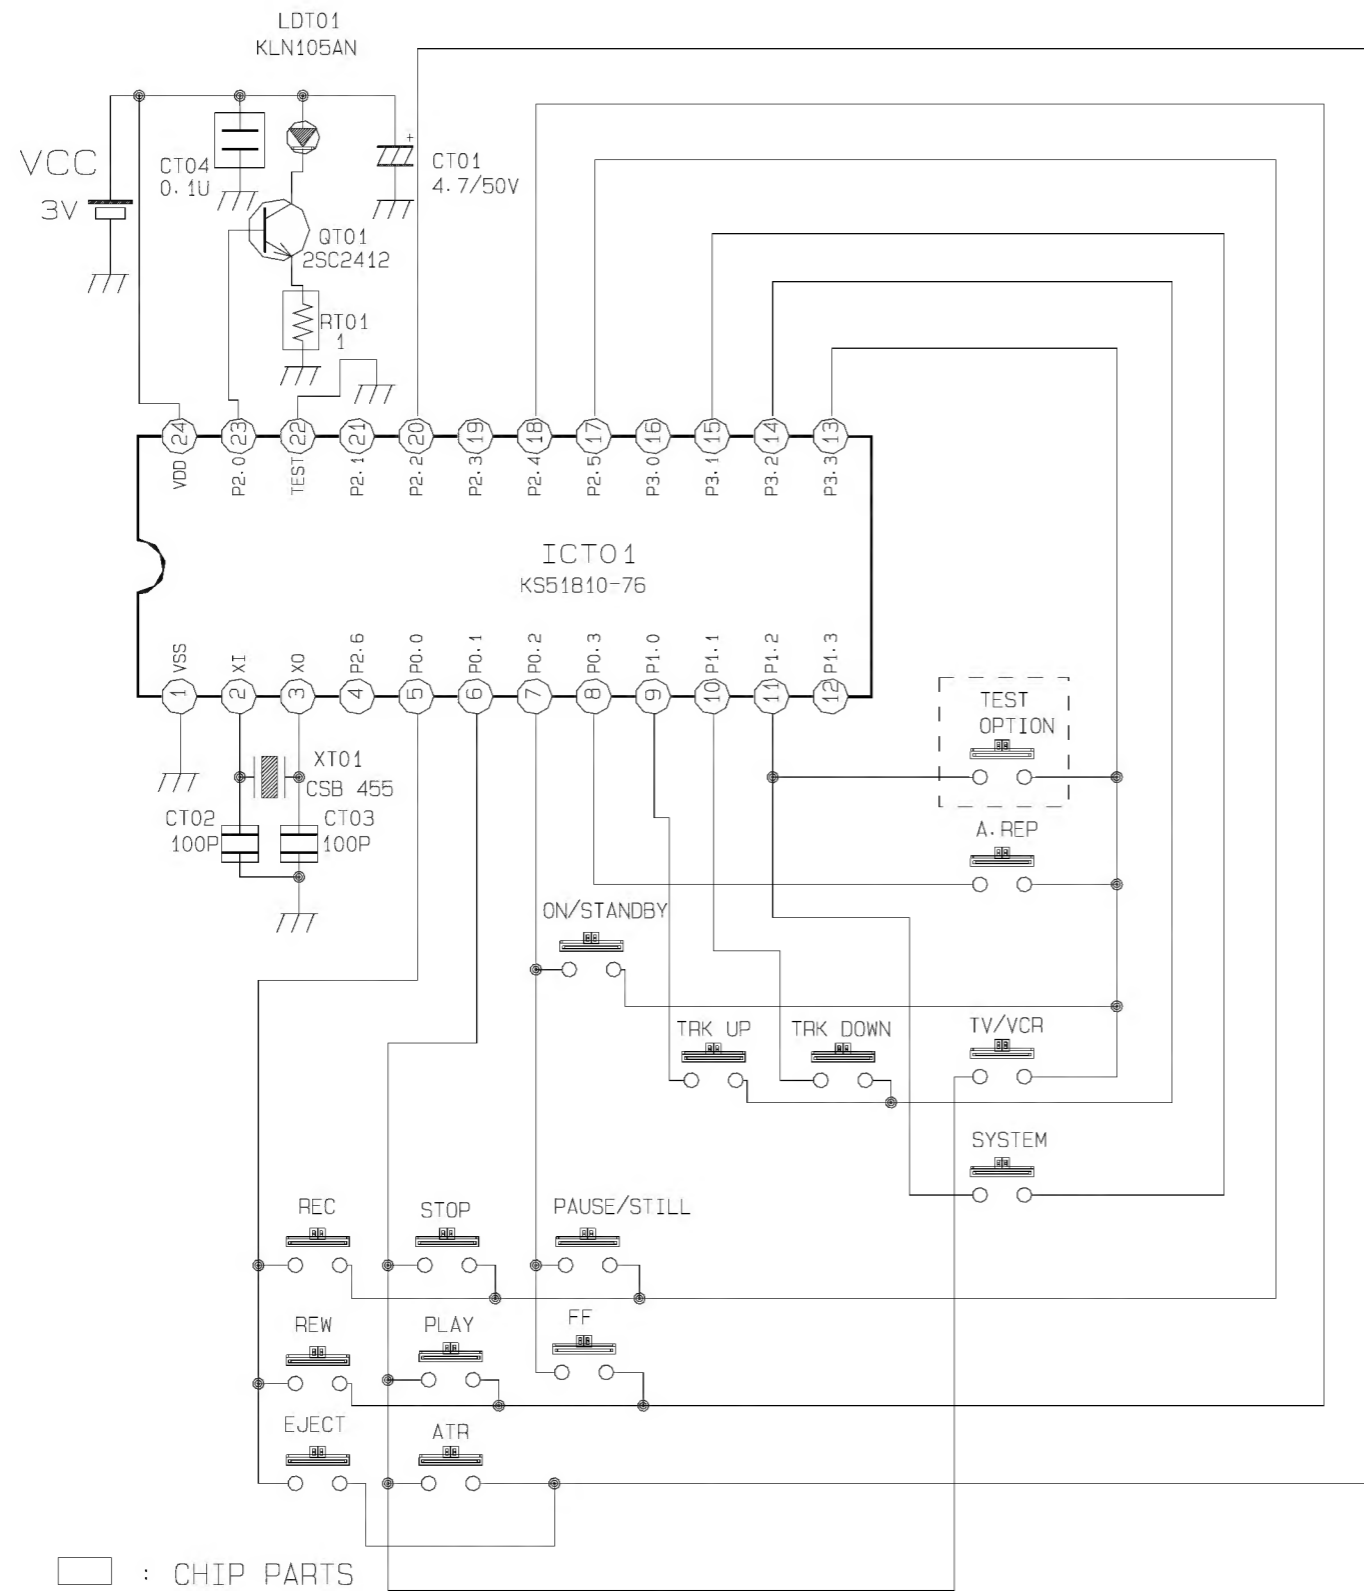 LDT01
KLN105AN
VCC
3V
CT04
0.1U
CT01
4.7/50V
QT01
2SC2412
RT01
1
24
23
22
21
20
19
18
17
16
15
14
13
VDD
P2.0
TEST
P2.1
P2.2
P2.3
P2.4
P2.5
P3.0
P3.1
P3.2
P3.3
ICT01
KS51810-76
VSS
XI
XO
P2.6
P0.0
P0.1
P0.2
P0.3
P1.0
P1.1
P1.2
P1.3
1
2
3
4
5
6
7
8
9
10
11
12
TEST
OPTION
XT01
CSB 455
CT02
100P
CT03
100P
A.REP
ON/STANDBY
TRK UP
TRK DOWN
TV/VCR
SYSTEM
REC
STOP
PAUSE/STILL
REW
PLAY
FF
EJECT
ATR
: CHIP PARTS